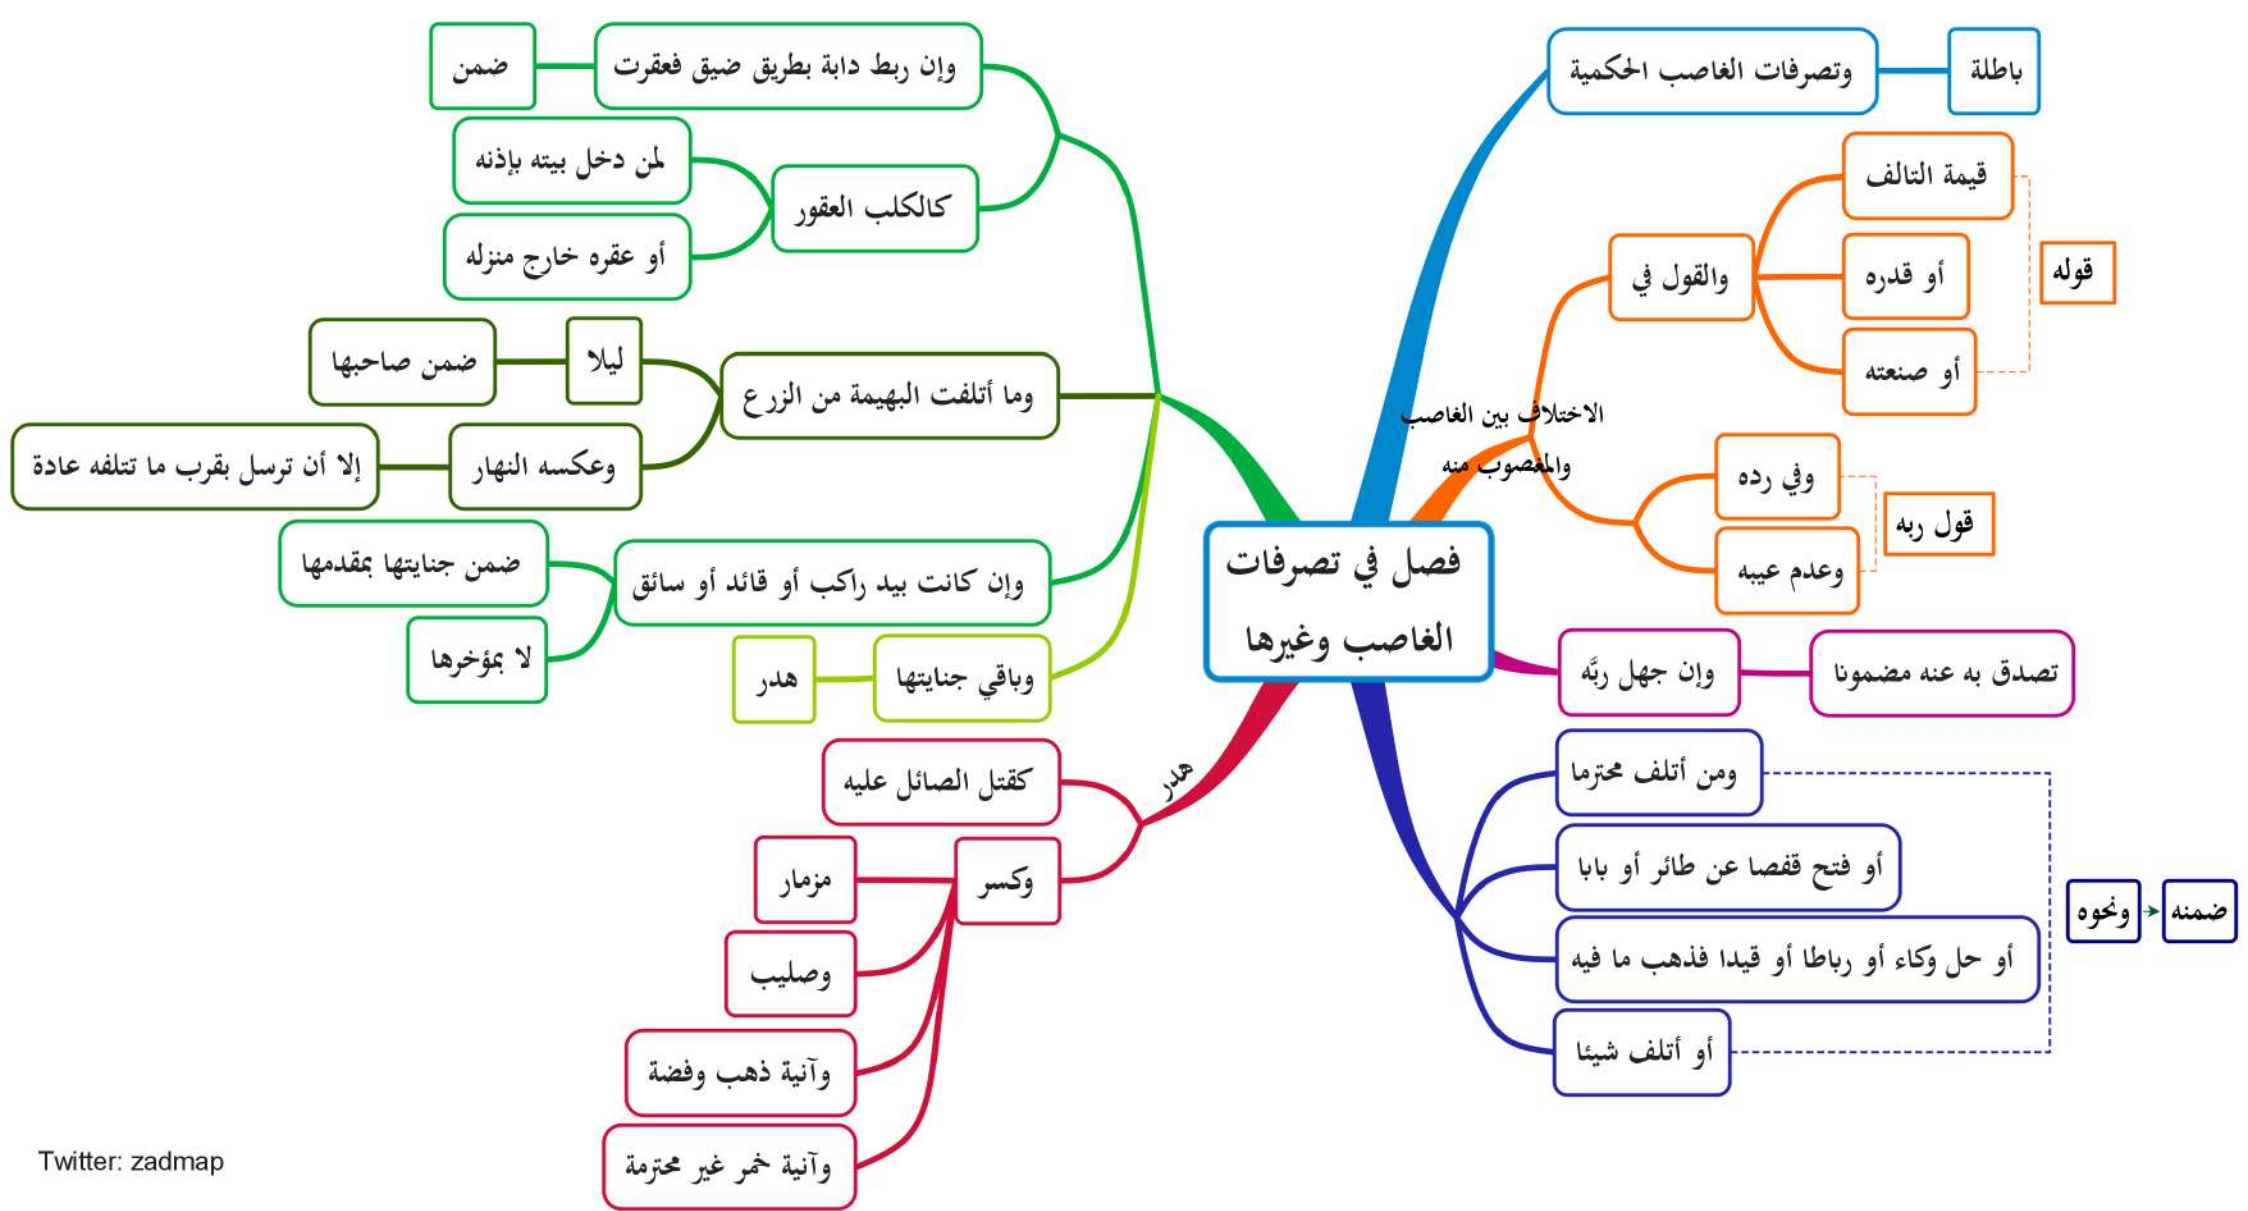 فصل في تصرفات
الغاصب وغيرها
وتصرفات الغاصب الحكمية
باطلة
الاختلاف بين الغاصب
والمغصوب منه
والقول في
قيمة التالف
أو قدره
أو صنعته
قوله
وفي رده
وعدم عيبه
قول ربه
وإن جهل ربَّه
تصدق به عنه مضمونا
ومن أتلف محترما
أو فتح قفصا عن طائر أو بابا
أو حل وكاء أو رباطا أو قيدا فذهب ما فيه
أو أتلف شيئا
ونحوه
ضمنه
وإن ربط دابة بطريق ضيق فعقرت
ضمن
كالكلب العقور
لمن دخل بيته بإذنه
أو عقره خارج منزله
وما أتلفت البهيمة من الزرع
ليلا
ضمن صاحبها
وعكسه النهار
إلا أن ترسل بقرب ما تتلفه عادة
وإن كانت بيد راكب أو قائد أو سائق
ضمن جنايتها بمقدمها
لا بمؤخرها
وباقي جنايتها
هدر
هدر
كقتل الصائل عليه
وكسر
مزمار
وصليب
وآنية ذهب وفضة
وآنية خمر غير محترمة
Twitter: zadmap